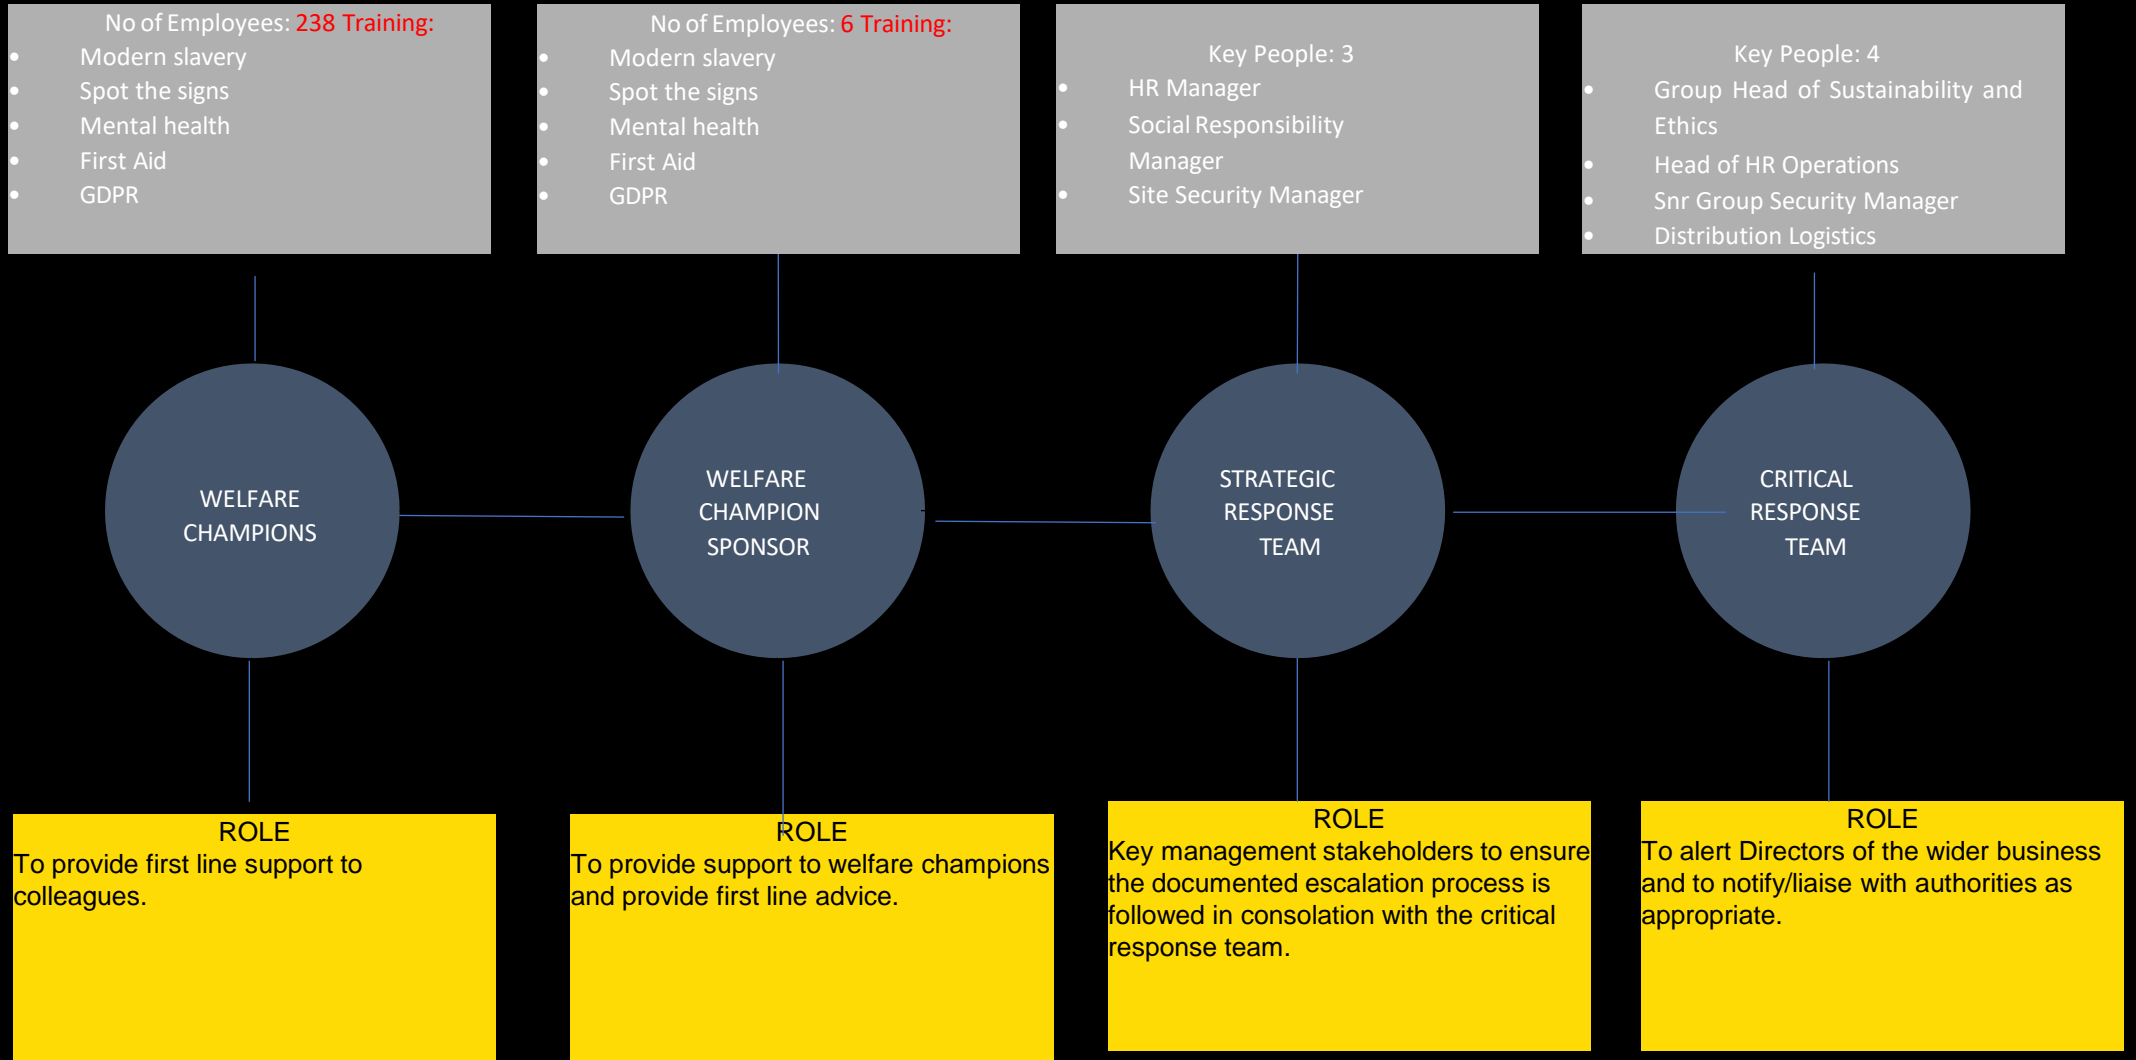 No of Employees: 238 Training:
Modern slavery
Spot the signs
Mental health
First Aid
GDPR
No of Employees: 6 Training:
Modern slavery
Spot the signs
Mental health
First Aid
GDPR
Key People: 3
HR Manager
Social Responsibility
Manager
Site Security Manager
Key People: 4
Group Head of Sustainability and
Ethics
Head of HR Operations
Snr Group Security Manager
Distribution Logistics
WELFARE
CHAMPIONS
WELFARE
CHAMPION
SPONSOR
STRATEGIC
RESPONSE
TEAM
CRITICAL
RESPONSE
TEAM
ROLE
To provide first line support to
colleagues.
ROLE
To provide support to welfare champions
and provide first line advice.
ROLE
Key management stakeholders to ensure
the documented escalation process is
followed in consolation with the critical
response team.
ROLE
To alert Directors of the wider business
and to notify/liaise with authorities as
appropriate.